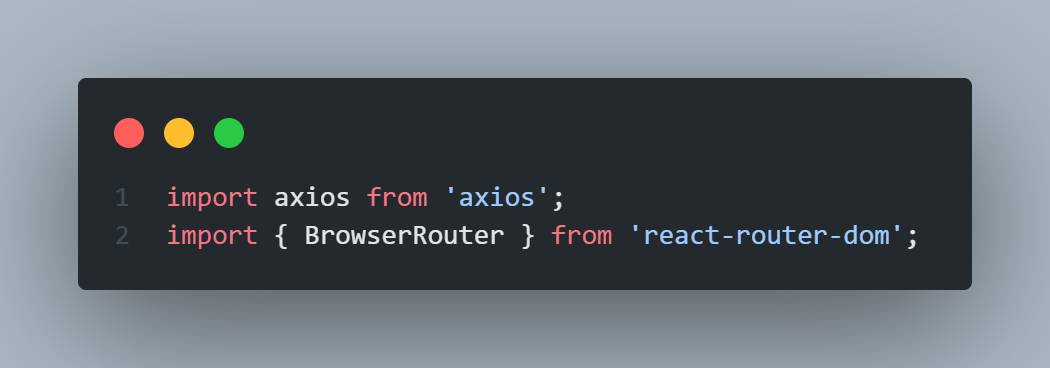 1 import axios from 'axios';
2 import { BrowserRouter } from 'react-router-dom';